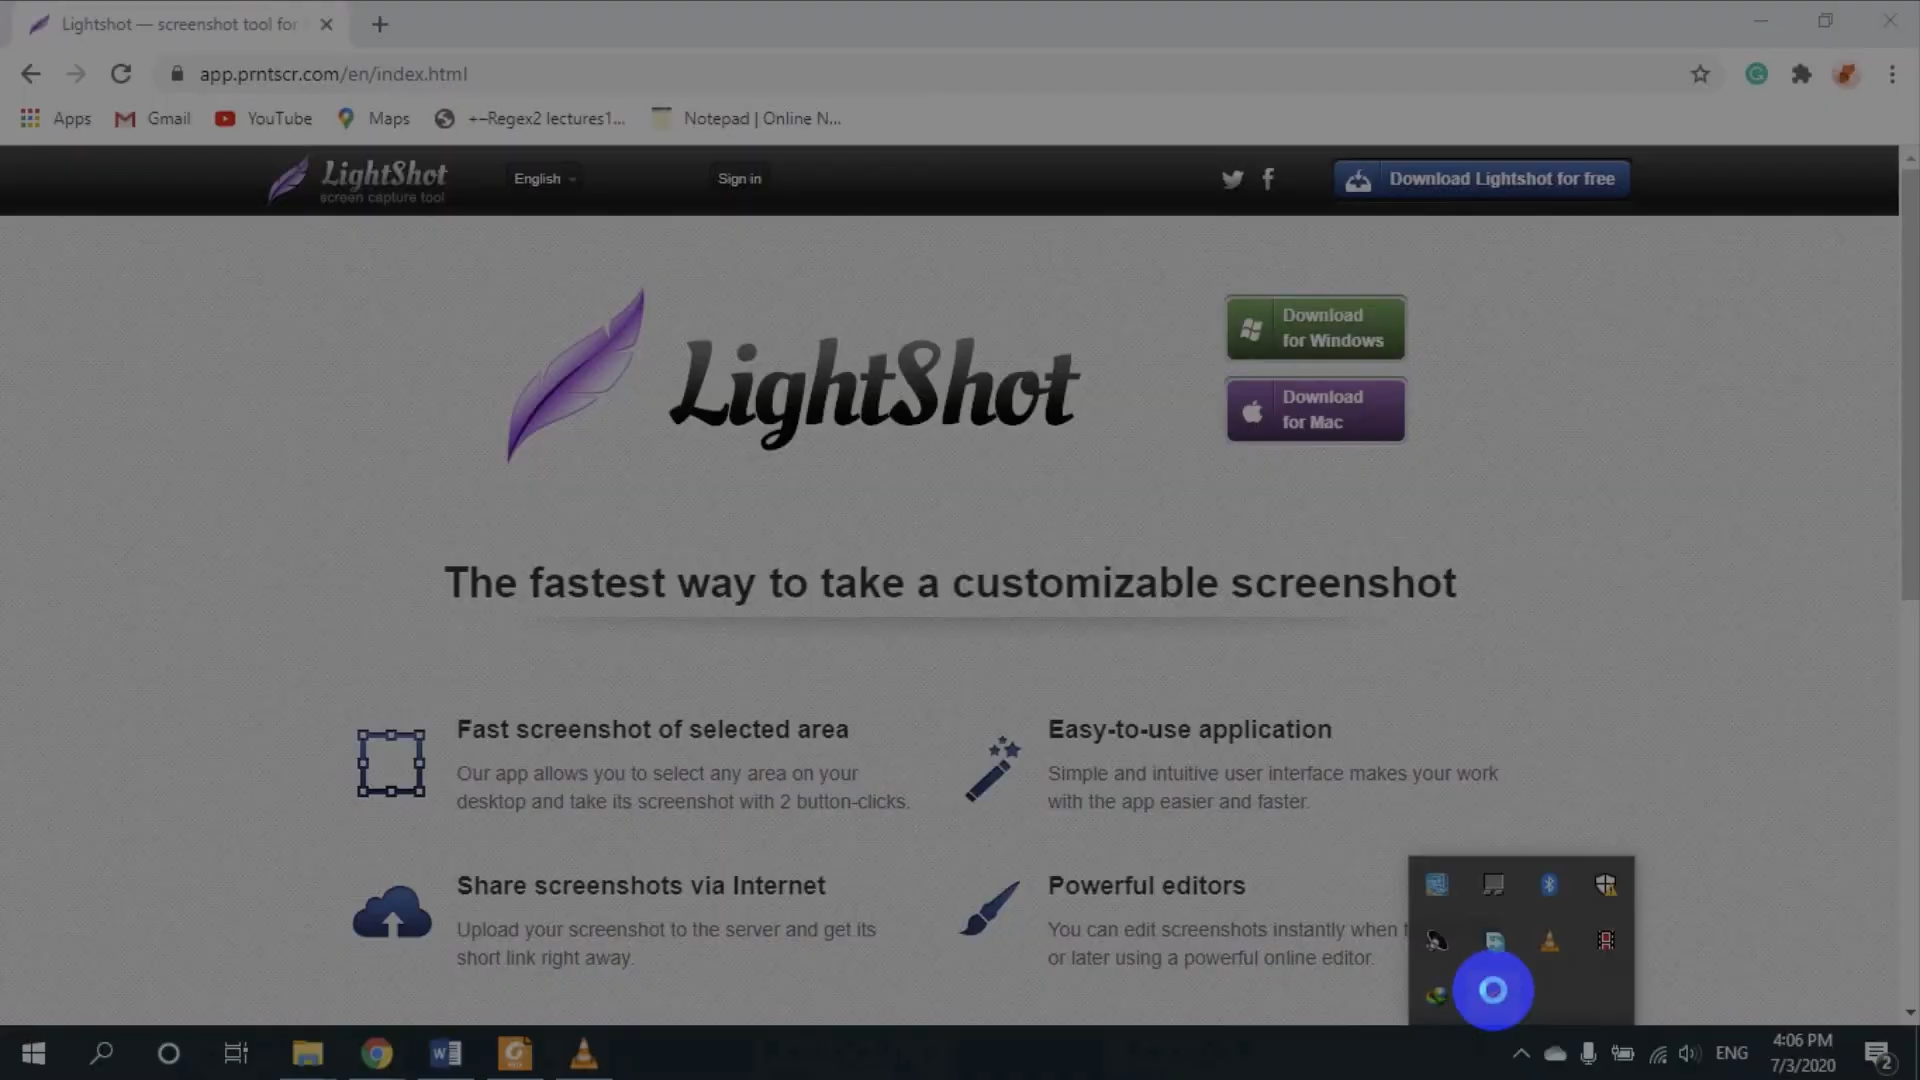 Lightshot — screenshot tool for
app.prntscr.com/en/index.html
Apps
Gmail
YouTube
Maps
+–Regex2 lectures1...
Notepad | Online N...
LightShot
screen capture tool
English
Sign in
Download Lightshot for free
LightShot
Download
for Windows
Download
for Mac
The fastest way to take a customizable screenshot
Fast screenshot of selected area
Our app allows you to select any area on your
desktop and take its screenshot with 2 button-clicks.
Easy-to-use application
Simple and intuitive user interface makes your work
with the app easier and faster.
Share screenshots via Internet
Upload your screenshot to the server and get its
short link right away.
Powerful editors
You can edit screenshots instantly when
or later using a powerful online editor.
ENG
4:06 PM
7/3/2020
2